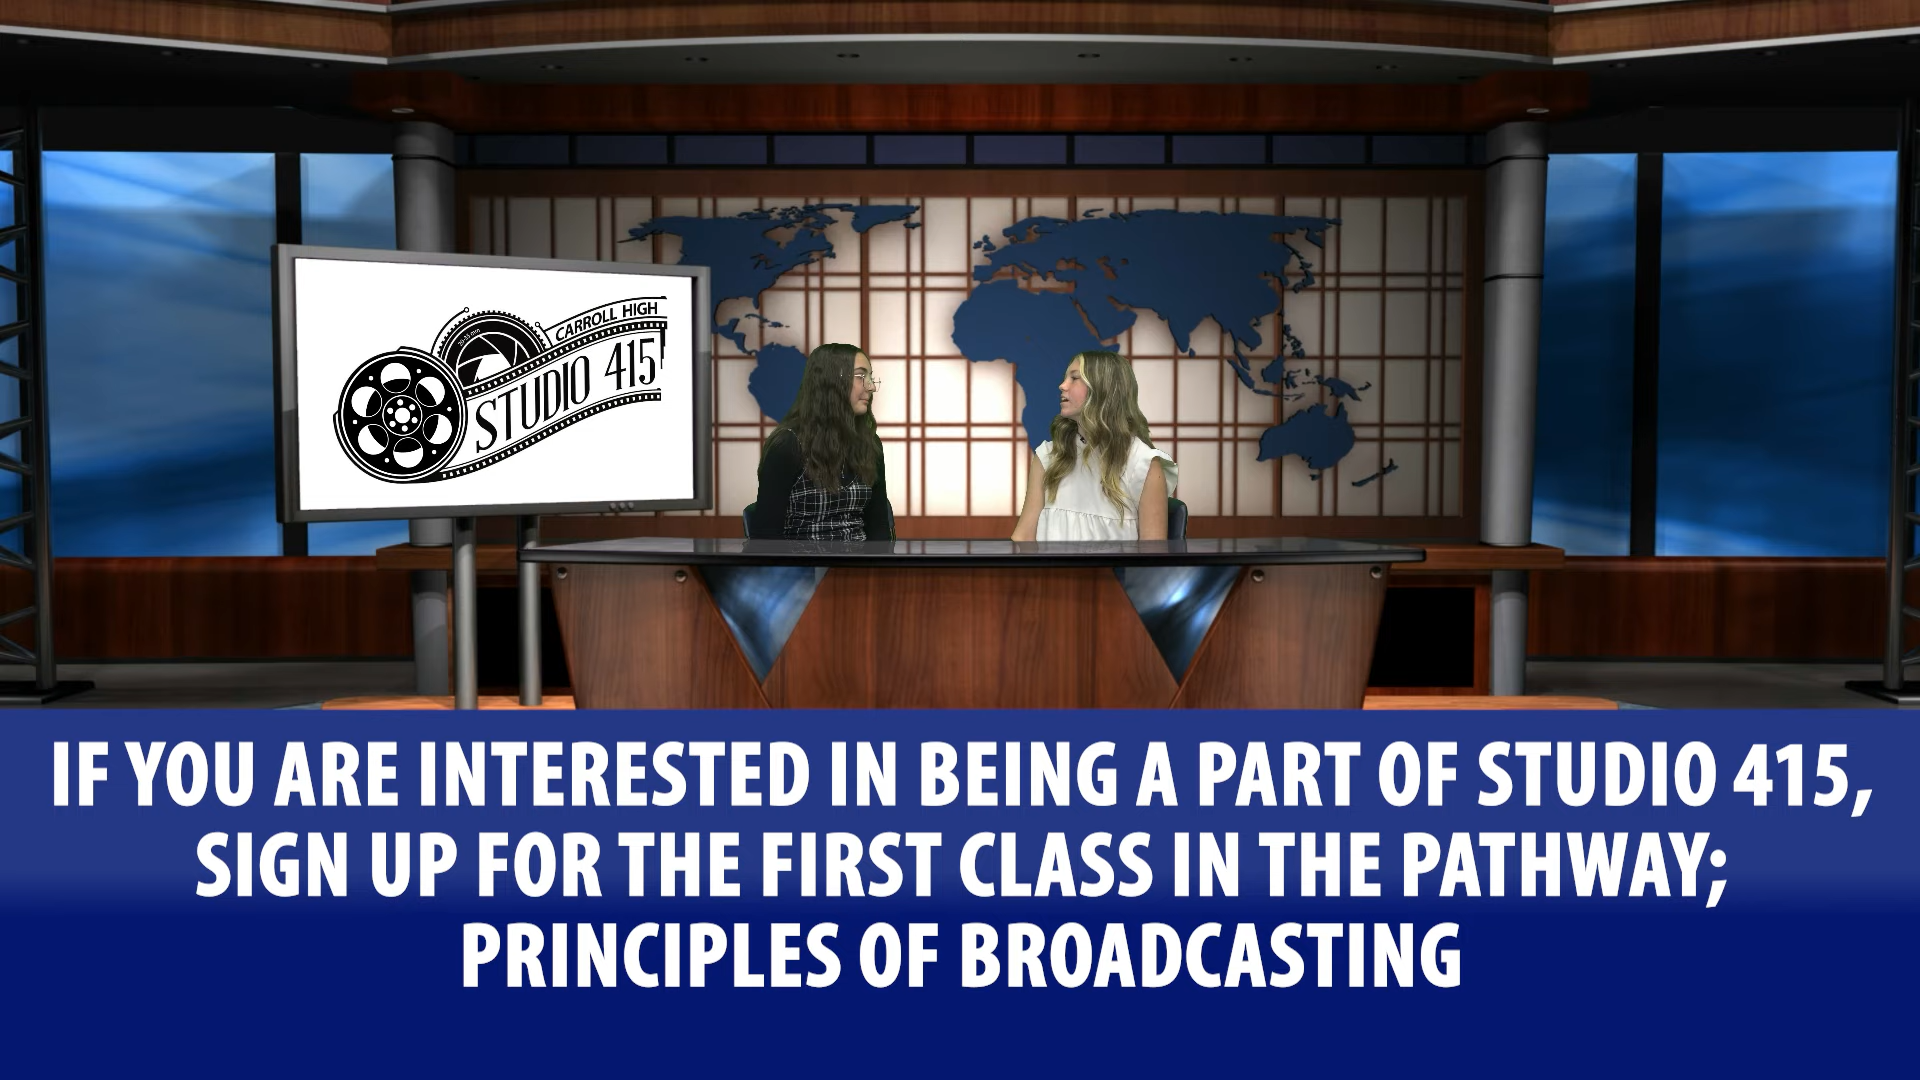 CARROLL HIGH
STUDIO 415
IF YOU ARE INTERESTED IN BEING A PART OF STUDIO 415,
SIGN UP FOR THE FIRST CLASS IN THE PATHWAY;
PRINCIPLES OF BROADCASTING